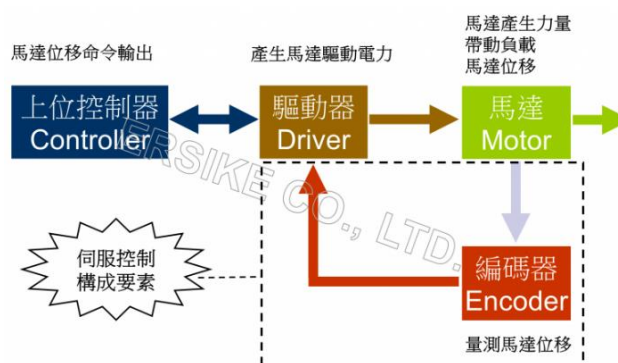 馬達位移命令輸出
產生馬達驅動電力
馬達產生力量
帶動負載
馬達位移
上位控制器
Controller
驅動器
Driver
馬達
Motor
ERSIKE CO., LTD.
伺服控制
構成要素
編碼器
Encoder
量測馬達位移